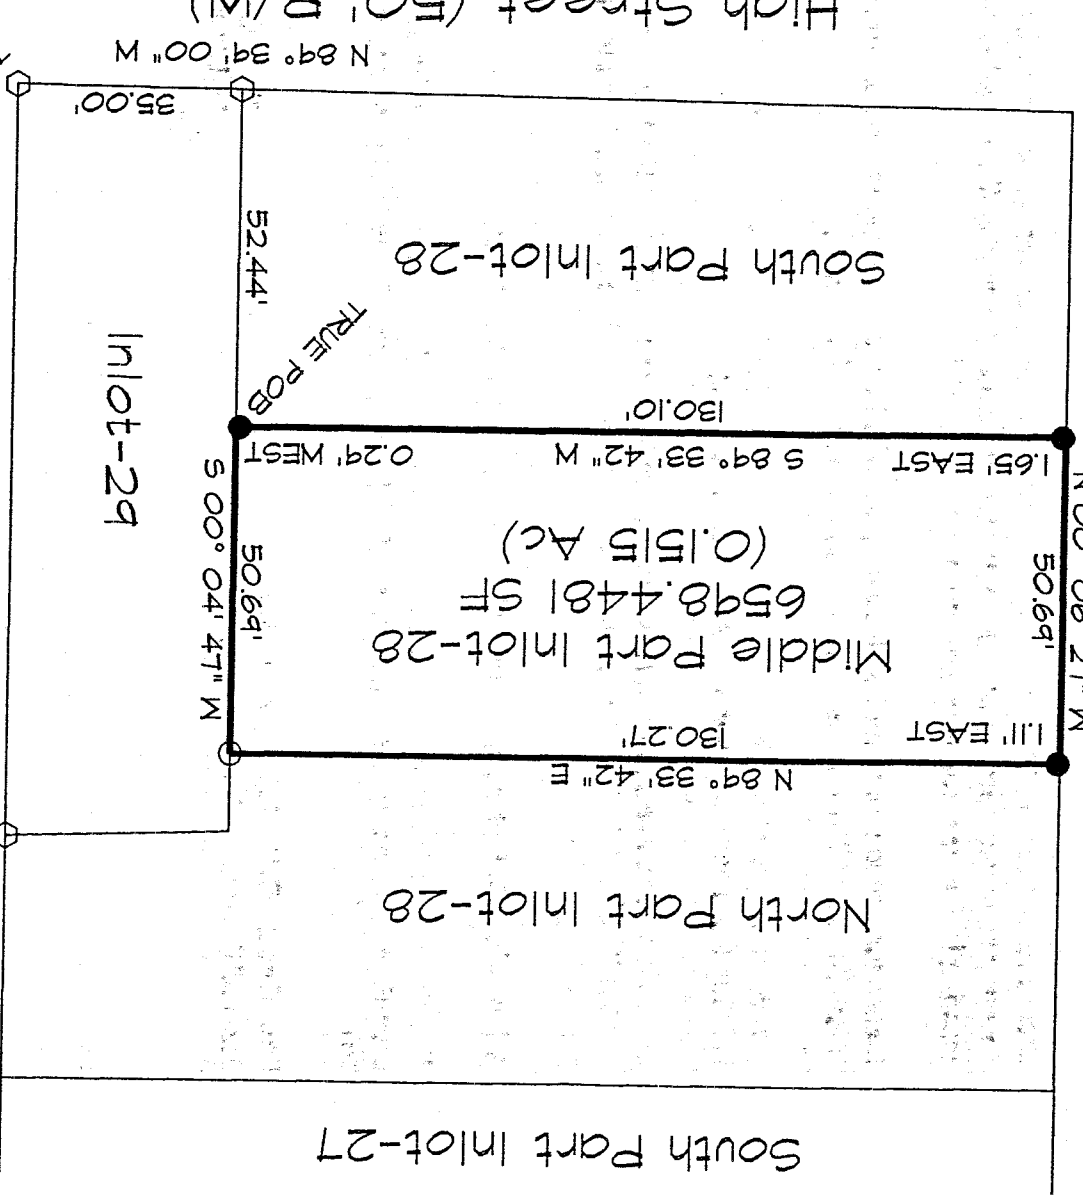 South Part Inlot-27
North Part Inlot-28
N 89° 33' 42" E
130.27'
1.11' EAST
Middle Part Inlot-28
6598.4481 SF
(0.1515 Ac)
50.69'
50.69'
S 00° 04' 47" W
1.65' EAST
S 89° 33' 42" W
0.29' WEST
130.10'
TRUE POB
Inlot-29
South Part Inlot-28
52.44'
35.00'
N 89° 39' 00" W
High Street (50' R/W)